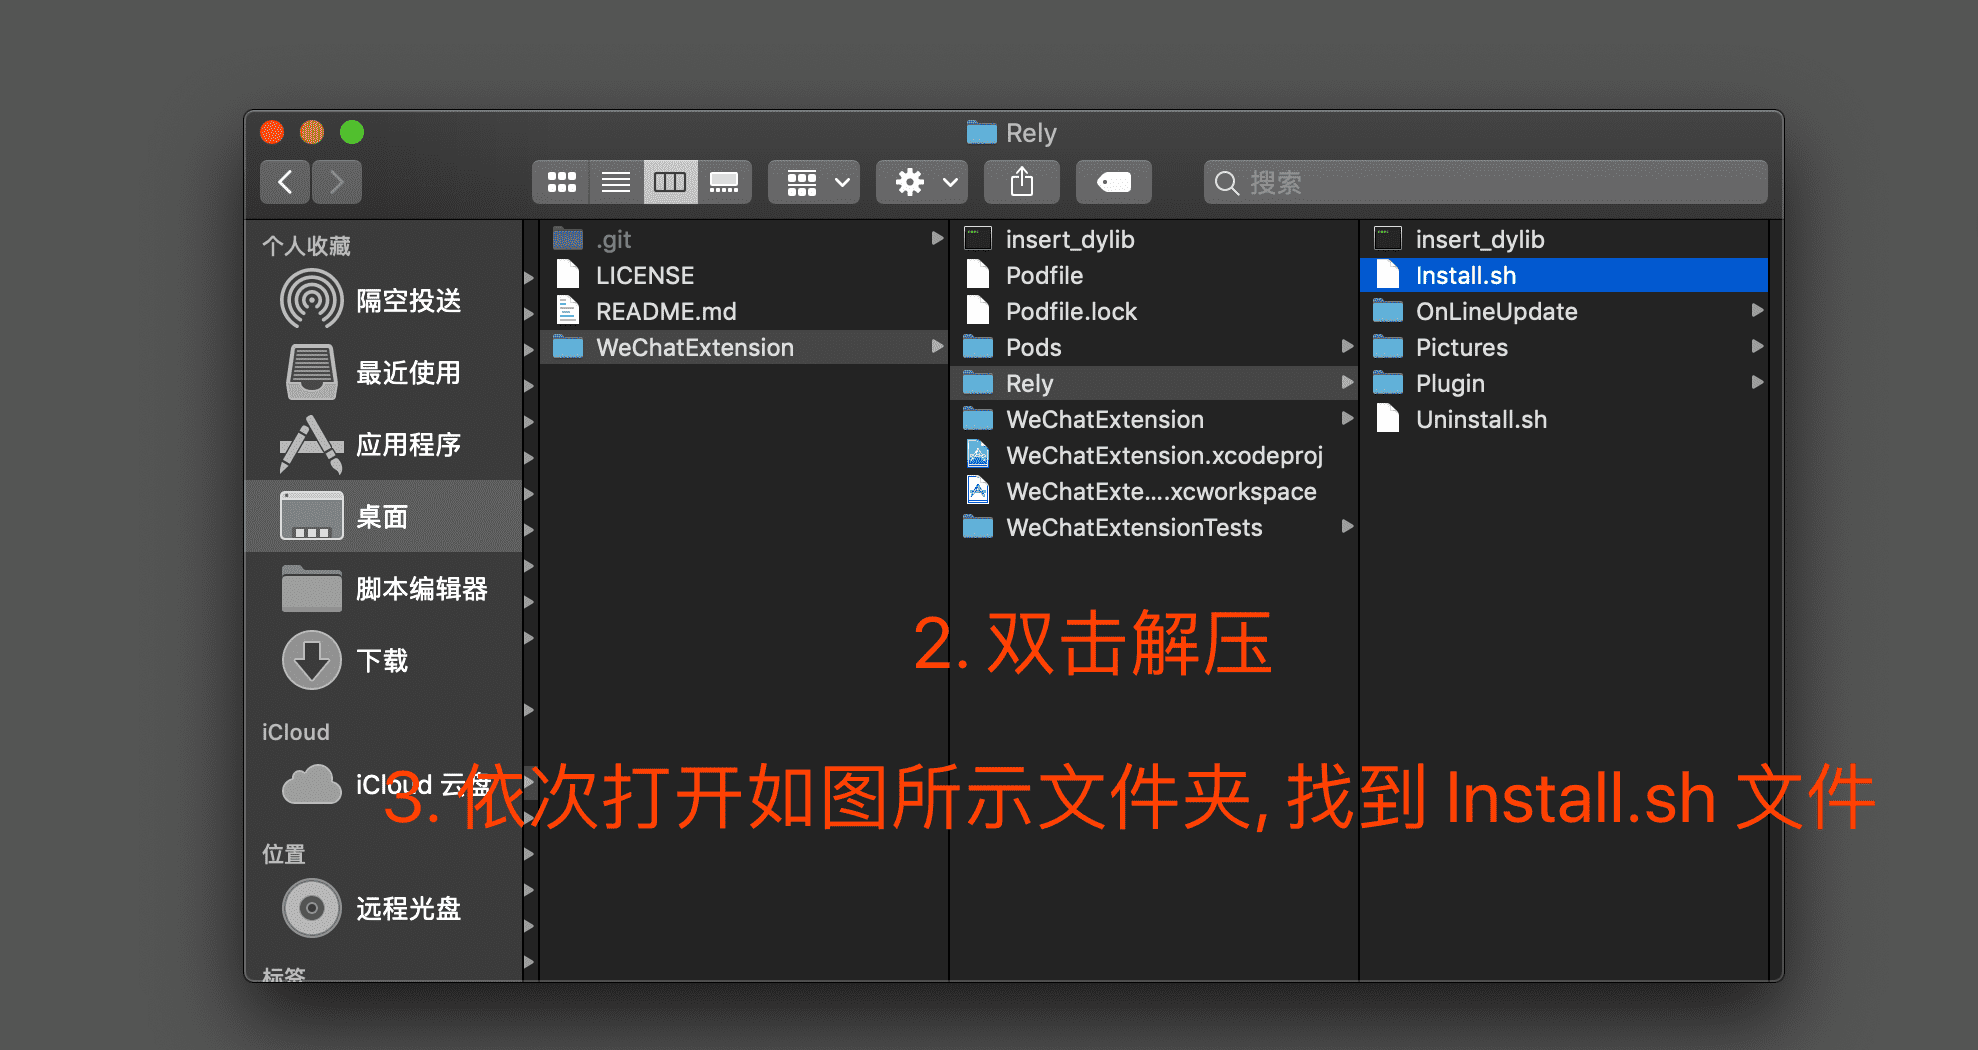 Rely
搜索
个人收藏
隔空投送
最近使用
应用程序
桌面
脚本编辑器
下载
iCloud
iCloud 云盘
位置
远程光盘
标签
.git
LICENSE
README.md
WeChatExtension
insert_dylib
Podfile
Podfile.lock
Pods
Rely
WeChatExtension
WeChatExtension.xcodeproj
WeChatExte....xcworkspace
WeChatExtensionTests
insert_dylib
Install.sh
OnLineUpdate
Pictures
Plugin
Uninstall.sh
2. 双击解压
3. 依次打开如图所示文件夹, 找到 Install.sh 文件